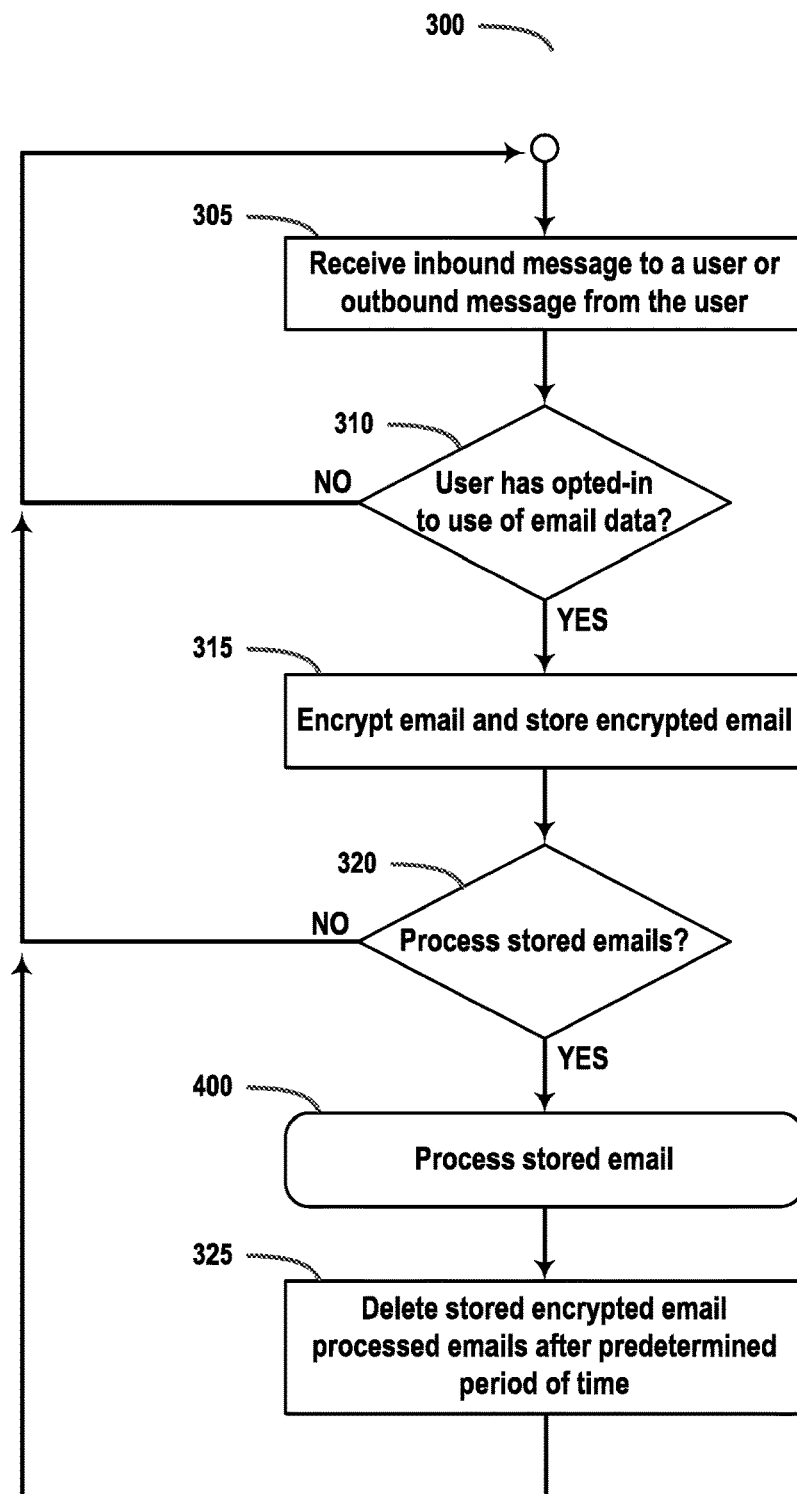 300
305
Receive inbound message to a user or
outbound message from the user
310
User has opted-in
to use of email data?
NO
YES
315
Encrypt email and store encrypted email
320
Process stored emails?
NO
YES
400
Process stored email
325
Delete stored encrypted email
processed emails after predetermined
period of time